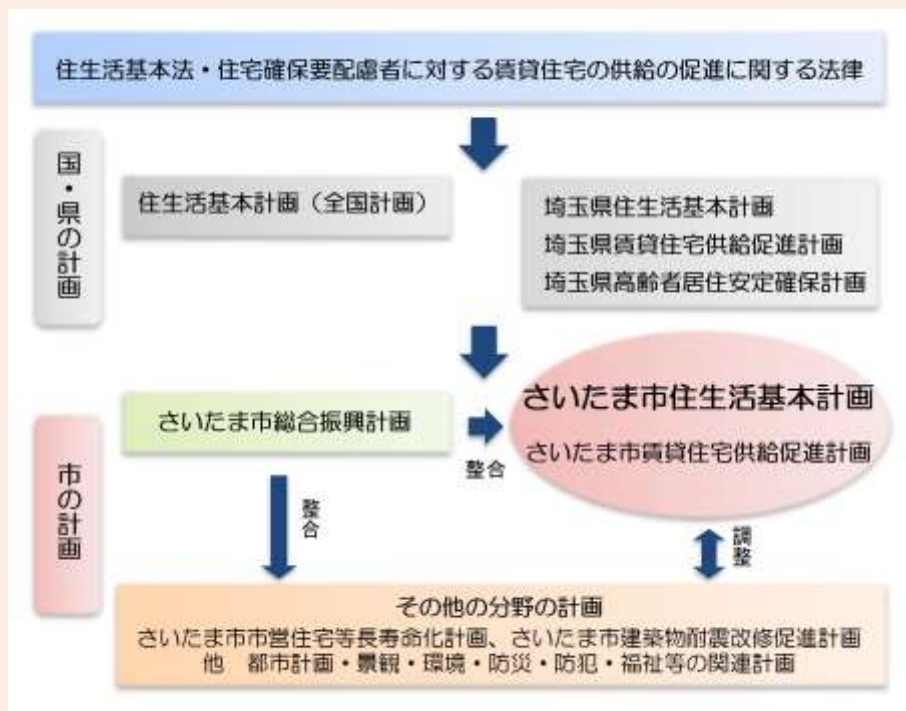 住生活基本法・住宅確保要配慮者に対する賃貸住宅の供給の促進に関する法律
国・県の計画
住生活基本計画（全国計画）
埼玉県住生活基本計画
埼玉県賃貸住宅供給促進計画
埼玉県高齢者居住安定確保計画
市の計画
さいたま市総合振興計画
整合
さいたま市住生活基本計画
さいたま市賃貸住宅供給促進計画
整合
調整
その他の分野の計画
さいたま市市営住宅等長寿命化計画、さいたま市建築物耐震改修促進計画
他　都市計画・景観・環境・防災・防犯・福祉等の関連計画